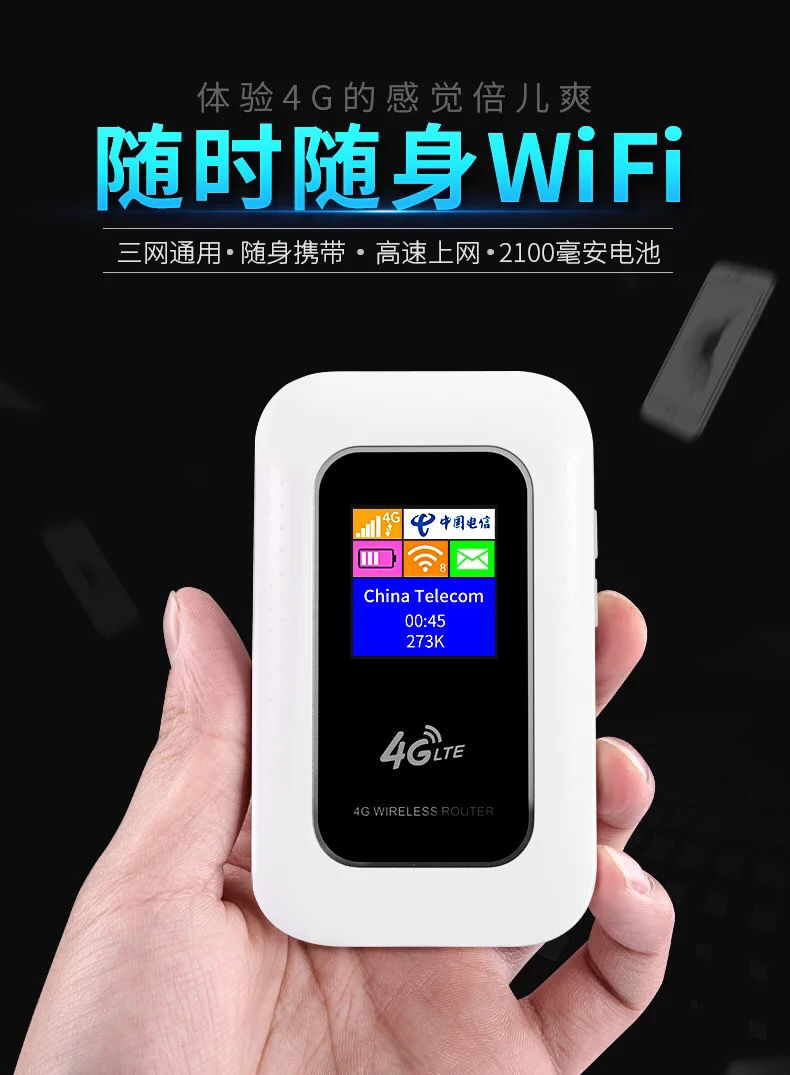 体验4G的感觉倍儿爽
随时随身WiFi
三网通用·随身携带·高速上网·2100毫安电池
4G 中国电信
8
China Telecom
00:45
273K
4G LTE
4G WIRELESS ROUTER